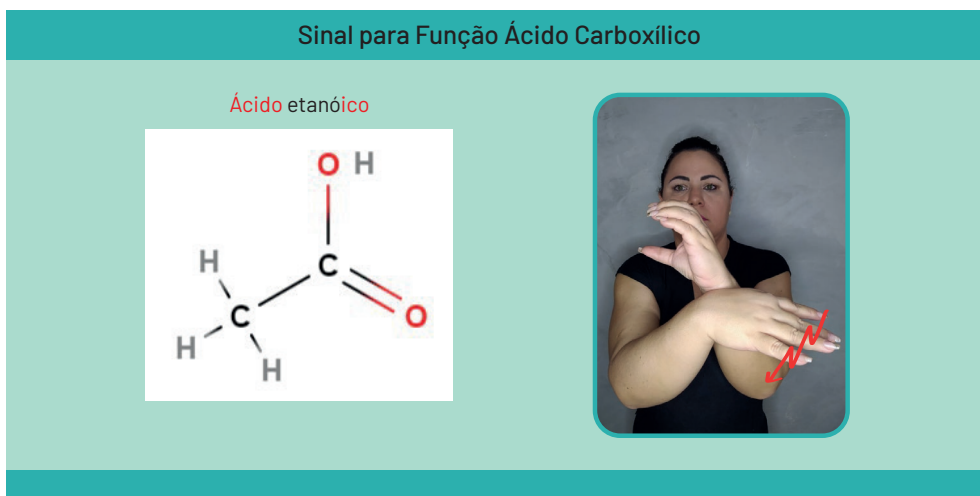 Sinal para Função Ácido Carboxílico
Ácido etanóico
O H
H
C
C
O
H
H